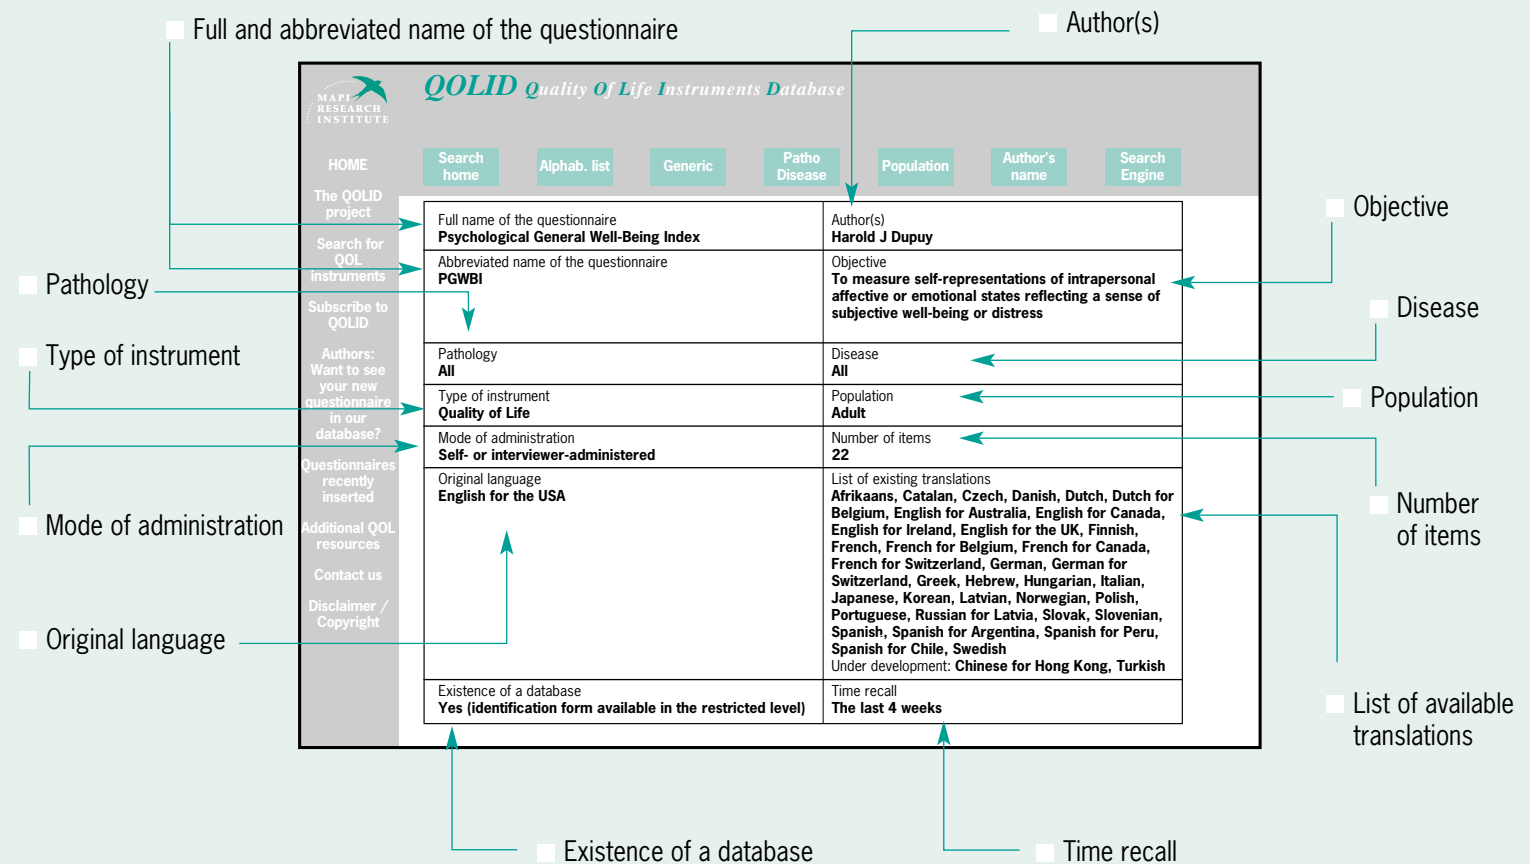 Full and abbreviated name of the questionnaire
Author(s)
MAPI
RESEARCH
INSTITUTE
QOLID Quality Of Life Instruments Database
HOME
The QOLID
project
Search for
QOL
instruments
Subscribe to
QOLID
Authors:
Want to see
your new
questionnaire
in our
database?
Questionnaires
recently
inserted
Additional QOL
resources
Contact us
Disclaimer /
Copyright
Search
home
Alphab. list
Generic
Patho
Disease
Population
Author's
name
Search
Engine
Full name of the questionnaire
Psychological General Well-Being Index
Author(s)
Harold J Dupuy
Abbreviated name of the questionnaire
PGWBI
Objective
To measure self-representations of intrapersonal
affective or emotional states reflecting a sense of
subjective well-being or distress
Pathology
All
Disease
All
Type of instrument
Quality of Life
Population
Adult
Mode of administration
Self- or interviewer-administered
Number of items
22
Original language
English for the USA
List of existing translations
Afrikaans, Catalan, Czech, Danish, Dutch, Dutch for
Belgium, English for Australia, English for Canada,
English for Ireland, English for the UK, Finnish,
French, French for Belgium, French for Canada,
French for Switzerland, German, German for
Switzerland, Greek, Hebrew, Hungarian, Italian,
Japanese, Korean, Latvian, Norwegian, Polish,
Portuguese, Russian for Latvia, Slovak, Slovenian,
Spanish, Spanish for Argentina, Spanish for Peru,
Spanish for Chile, Swedish
Under development: Chinese for Hong Kong, Turkish
Existence of a database
Yes (identification form available in the restricted level)
Time recall
The last 4 weeks
Pathology
Type of instrument
Mode of administration
Original language
Objective
Disease
Population
Number
of items
List of available
translations
Existence of a database
Time recall